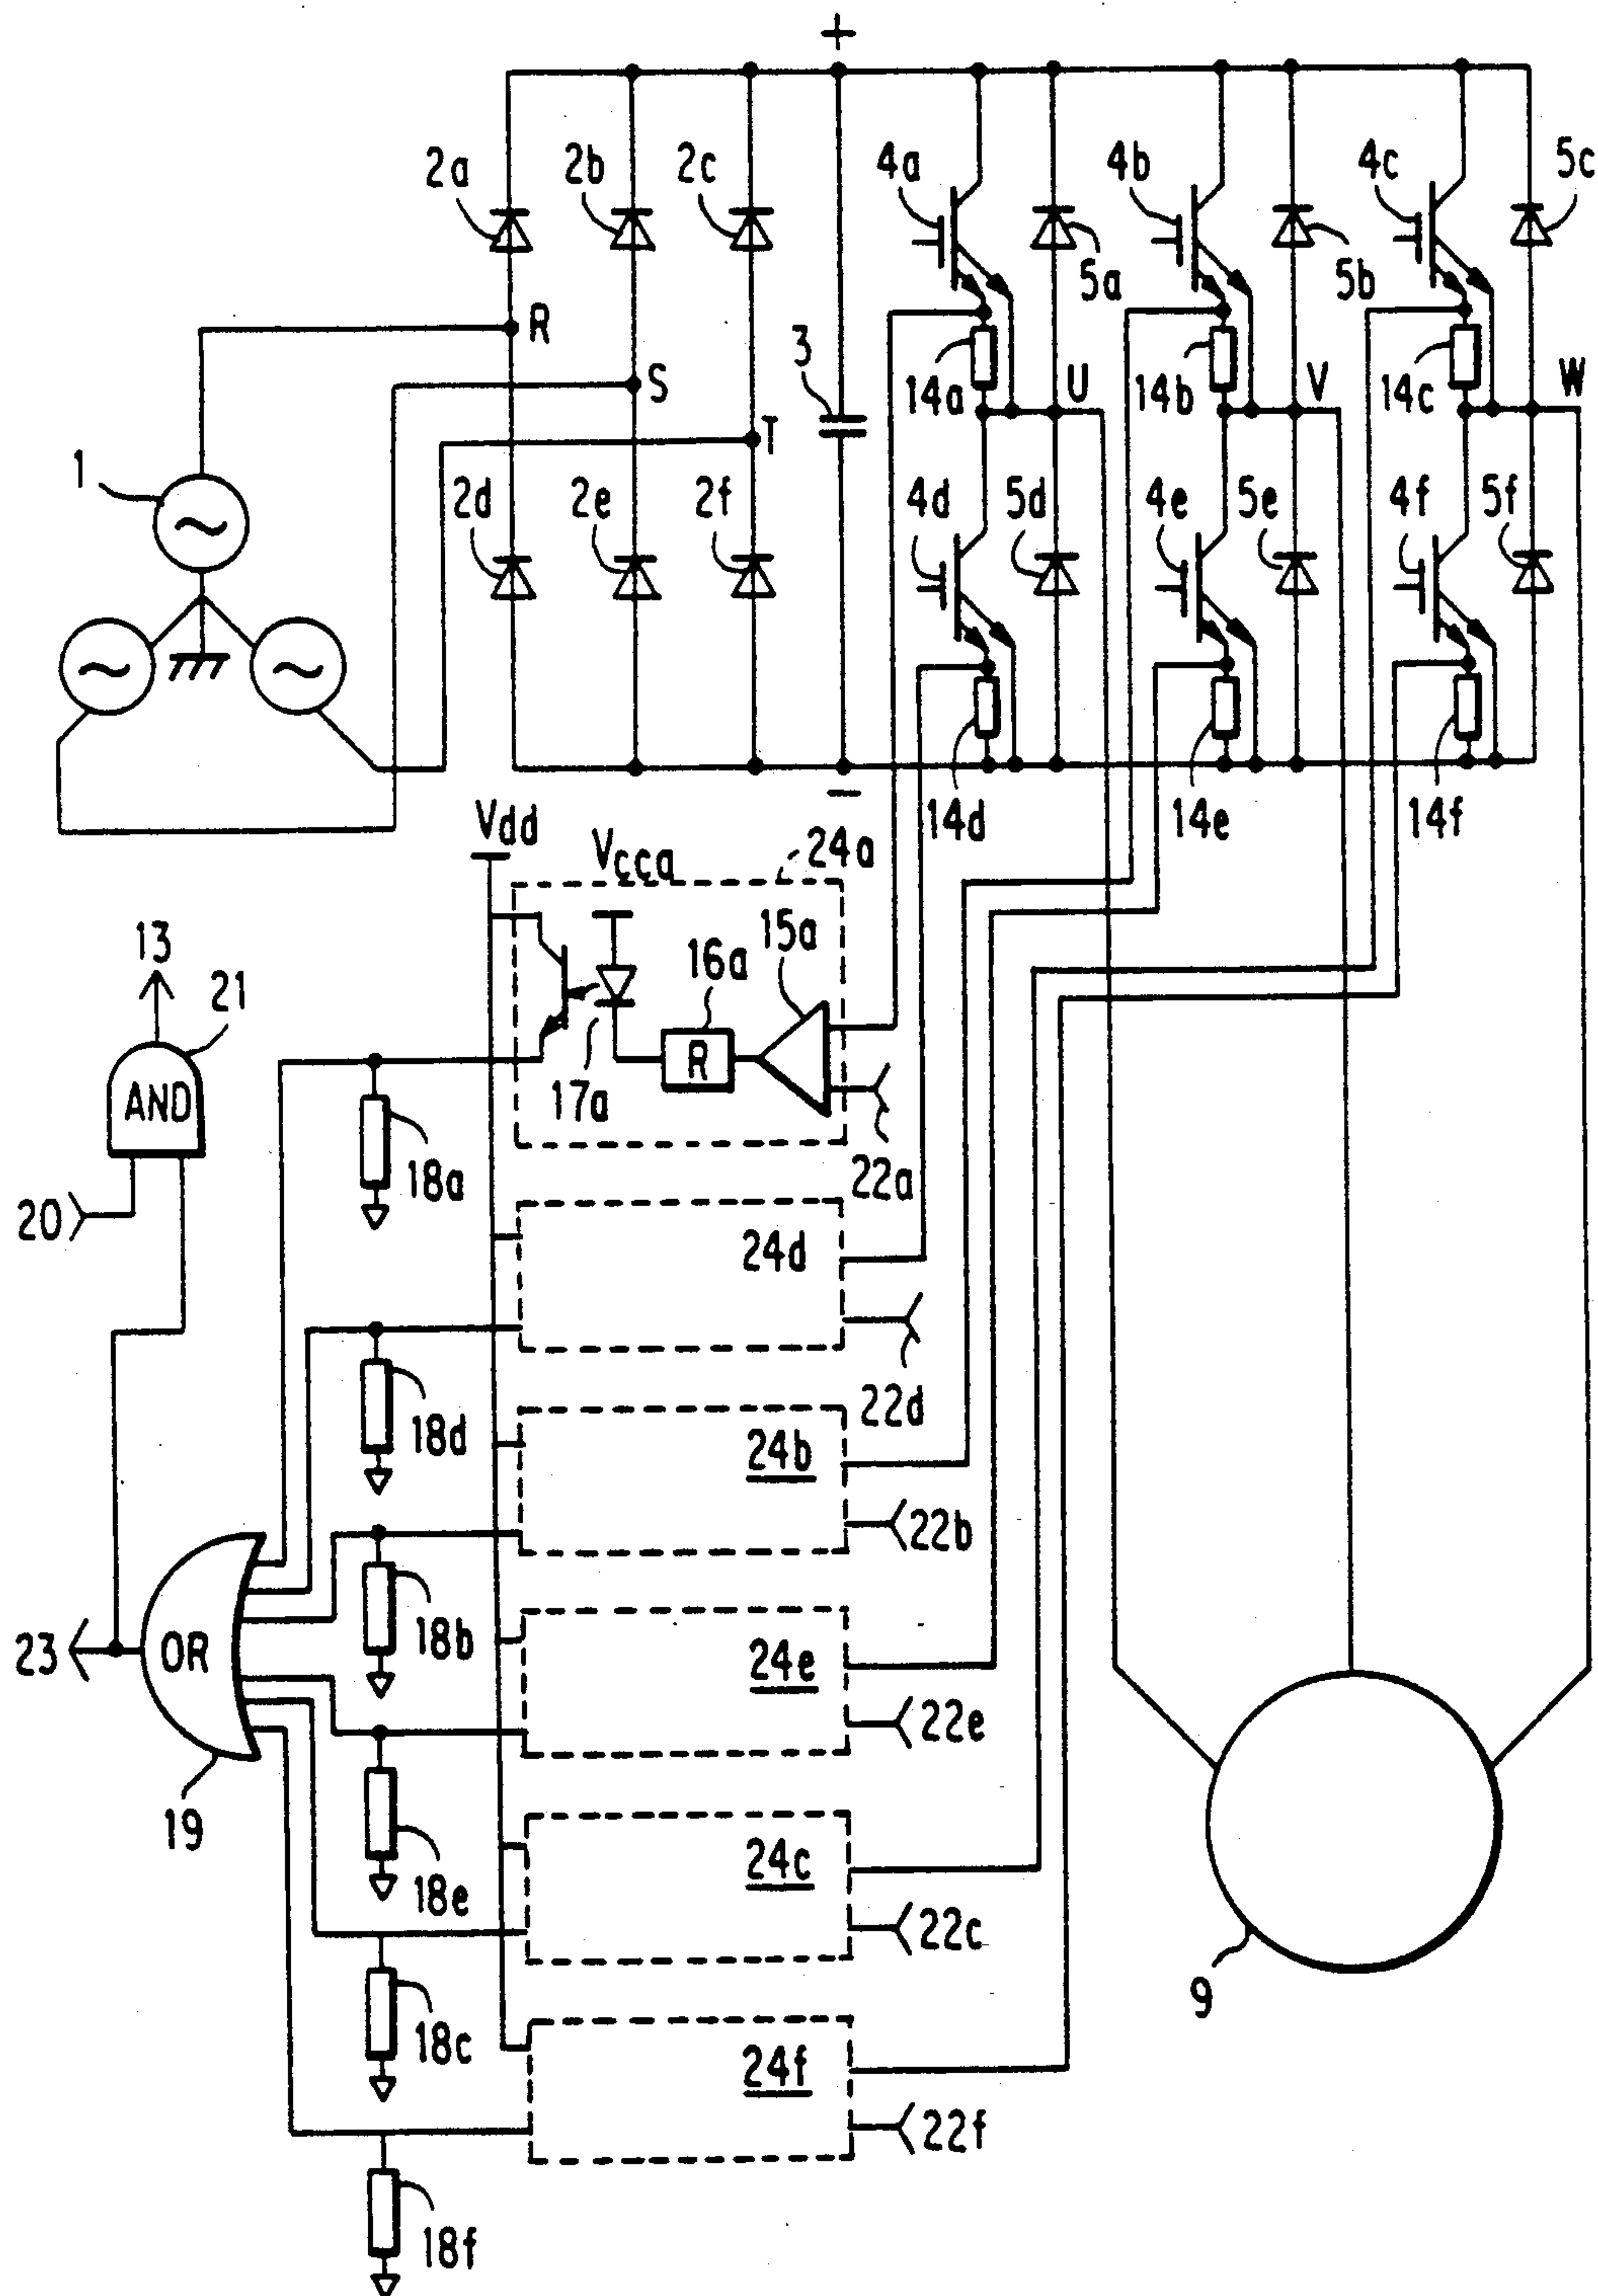 +
2a 2b 2c 4a 4b 4c 5c
5a 5b
R
S 3 14a U 14b V 14c W
T
1 2d 2e 2f 4d 5d 4e 5e 4f 5f
− 14d 14e 14f
Vdd Vcca 24a
13 15a
21 16a
R
AND 17a
18a 22a
20
24d
18d 22d
24b
22b
18b
23 OR 24e
22e
19
18e 24c
22c
9
18c 24f
22f
18f